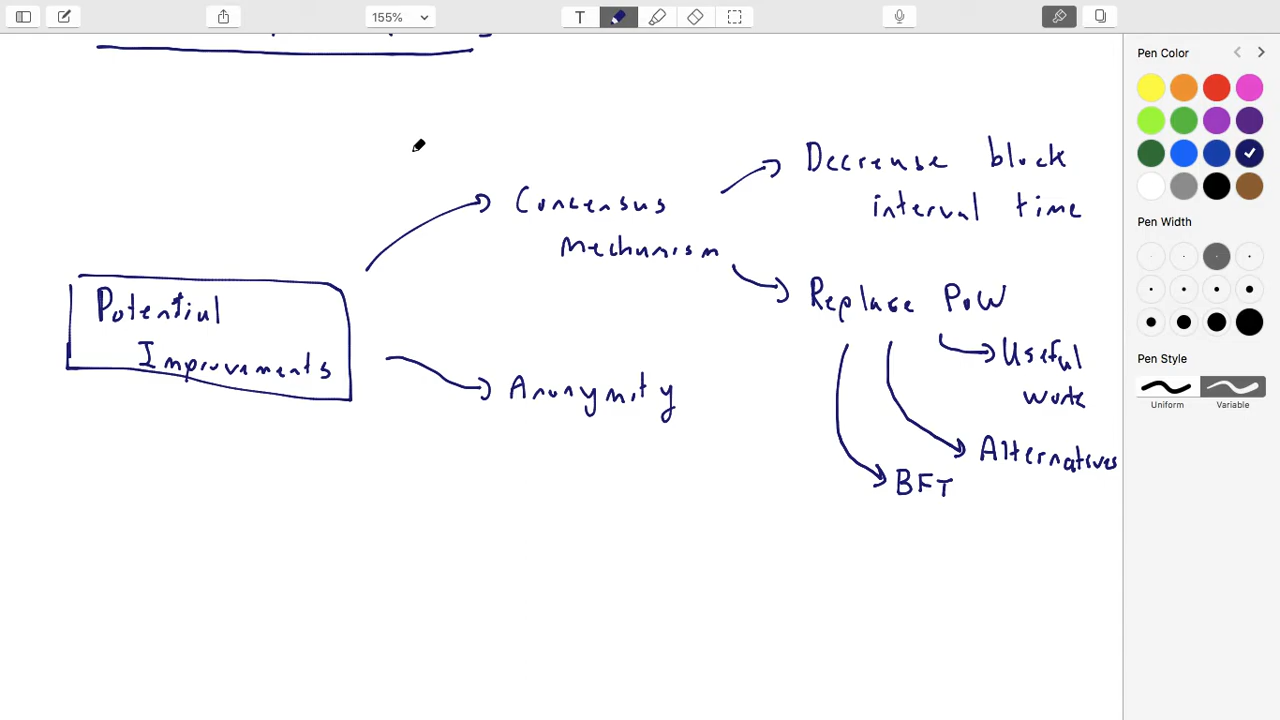 155%
T
Pen Color
Pen Width
Pen Style
Uniform
Variable
Potential
Improvements
Consensus
Mechanism
Anonymity
Decrease block
interval time
Replace PoW
Useful
work
Alternatives
BFT